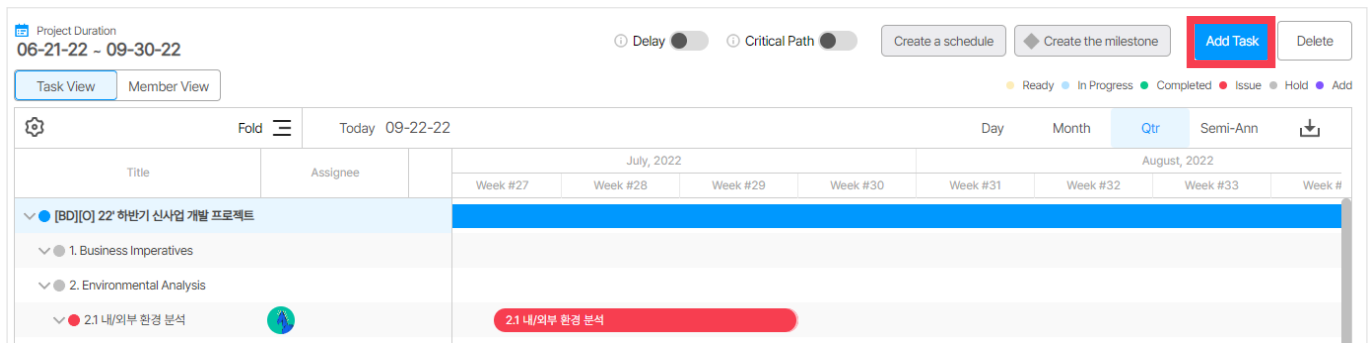 Project Duration
06-21-22 ~ 09-30-22
Delay Critical Path Create a schedule Create the milestone Add Task Delete
Task View Member View
Ready In Progress Completed Issue Hold Add
Fold Today 09-22-22 Day Month Qtr Semi-Ann
Title Assignee July, 2022 August, 2022
Week #27 Week #28 Week #29 Week #30 Week #31 Week #32 Week #33 Week #
[BD][O] 22' 하반기 신사업 개발 프로젝트
1. Business Imperatives
2. Environmental Analysis
2.1 내/외부 환경 분석 2.1 내/외부 환경 분석